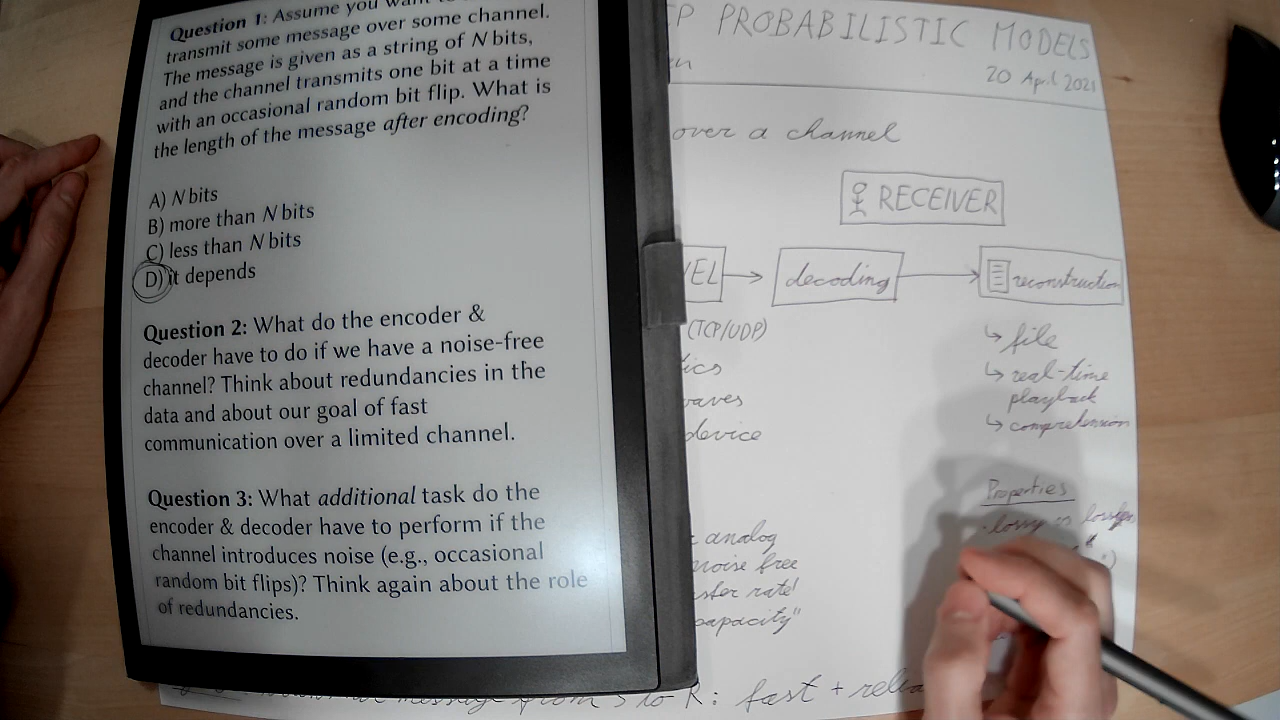 Question 1: Assume you want
transmit some message over some channel.
The message is given as a string of N bits,
and the channel transmits one bit at a time
with an occasional random bit flip. What is
the length of the message after encoding?
A) N bits
B) more than N bits
C) less than N bits
D) it depends
Question 2: What do the encoder &
decoder have to do if we have a noise-free
channel? Think about redundancies in the
data and about our goal of fast
communication over a limited channel.
Question 3: What additional task do the
encoder & decoder have to perform if the
channel introduces noise (e.g., occasional
random bit flips)? Think again about the role
of redundancies.
PROBABILISTIC MODELS
20 April 2021
over a channel
RECEIVER
decoding
reconstruction
(TCP/UDP)
↳ file
↳ real-time
playback
↳ comprehension
device
Properties
analog
noise free
rate
capacity"
message from S to R: fast +